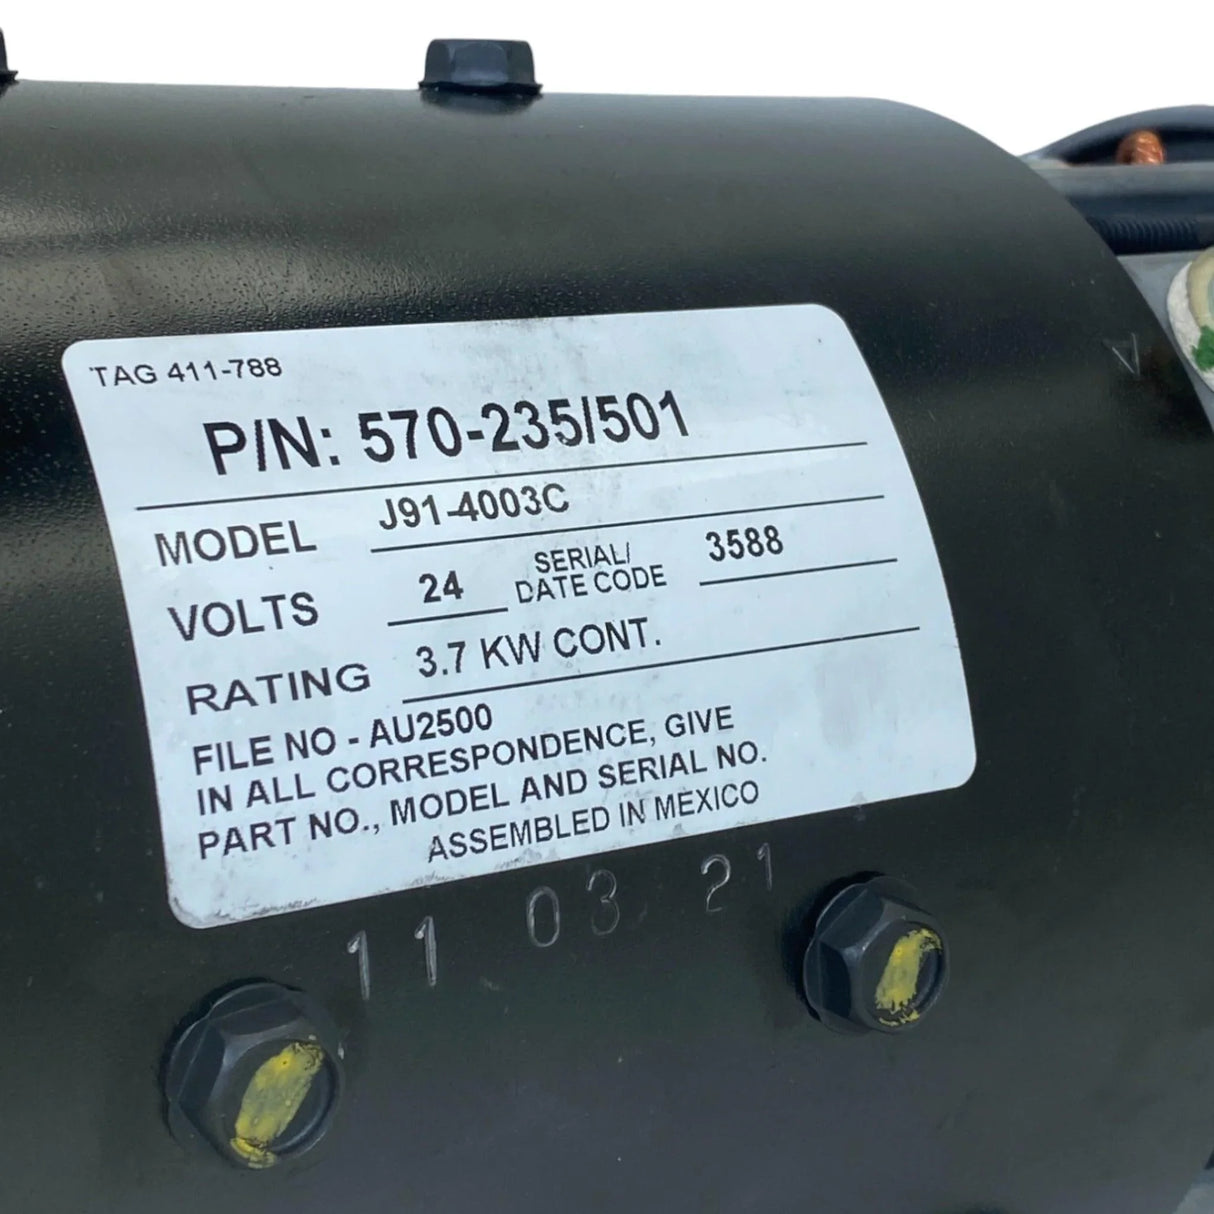 TAG 411-788
P/N: 570-235/501
MODEL J91-4003C
VOLTS 24 SERIAL/ DATE CODE 3588
RATING 3.7 KW CONT.
FILE NO - AU2500
IN ALL CORRESPONDENCE, GIVE
PART NO., MODEL AND SERIAL NO.
ASSEMBLED IN MEXICO
11 03 21